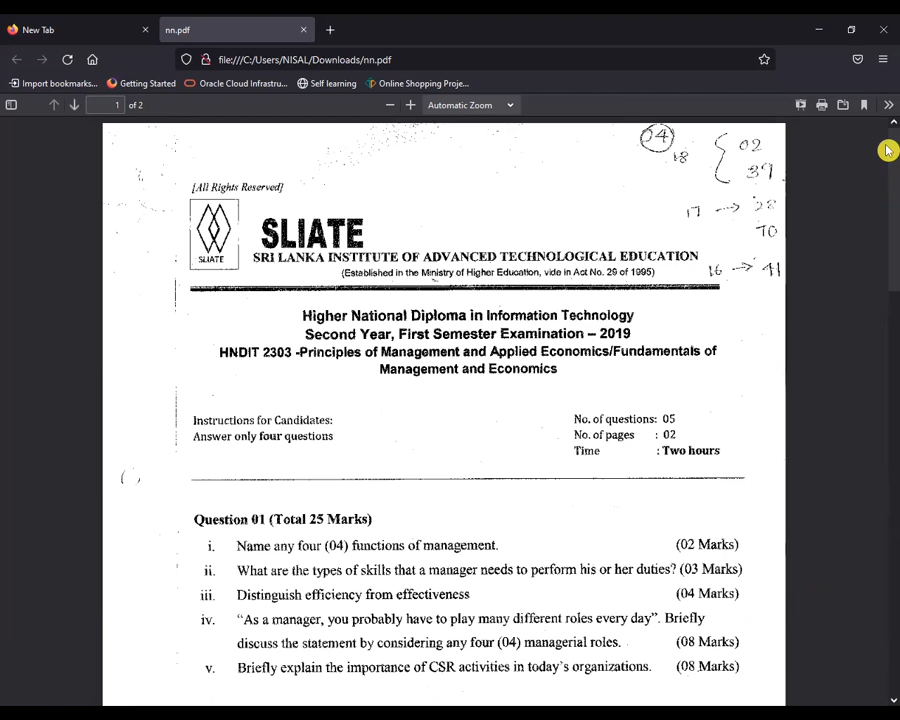 New Tab
nn.pdf
file:///C:/Users/NISAL/Downloads/nn.pdf
Import bookmarks...
Getting Started
Oracle Cloud Infrastru...
Self learning
Online Shopping Proje...
1 of 2
Automatic Zoom
04
18
02
39
17 → 28
70
16 → 41
[All Rights Reserved]
SLIATE
SLIATE
SRI LANKA INSTITUTE OF ADVANCED TECHNOLOGICAL EDUCATION
(Established in the Ministry of Higher Education, vide in Act No. 29 of 1995)
Higher National Diploma in Information Technology
Second Year, First Semester Examination – 2019
HNDIT 2303 -Principles of Management and Applied Economics/Fundamentals of
Management and Economics
Instructions for Candidates:
Answer only four questions
No. of questions: 05
No. of pages : 02
Time : Two hours
Question 01 (Total 25 Marks)
i. Name any four (04) functions of management. (02 Marks)
ii. What are the types of skills that a manager needs to perform his or her duties? (03 Marks)
iii. Distinguish efficiency from effectiveness (04 Marks)
iv. “As a manager, you probably have to play many different roles every day”. Briefly
discuss the statement by considering any four (04) managerial roles. (08 Marks)
v. Briefly explain the importance of CSR activities in today's organizations. (08 Marks)